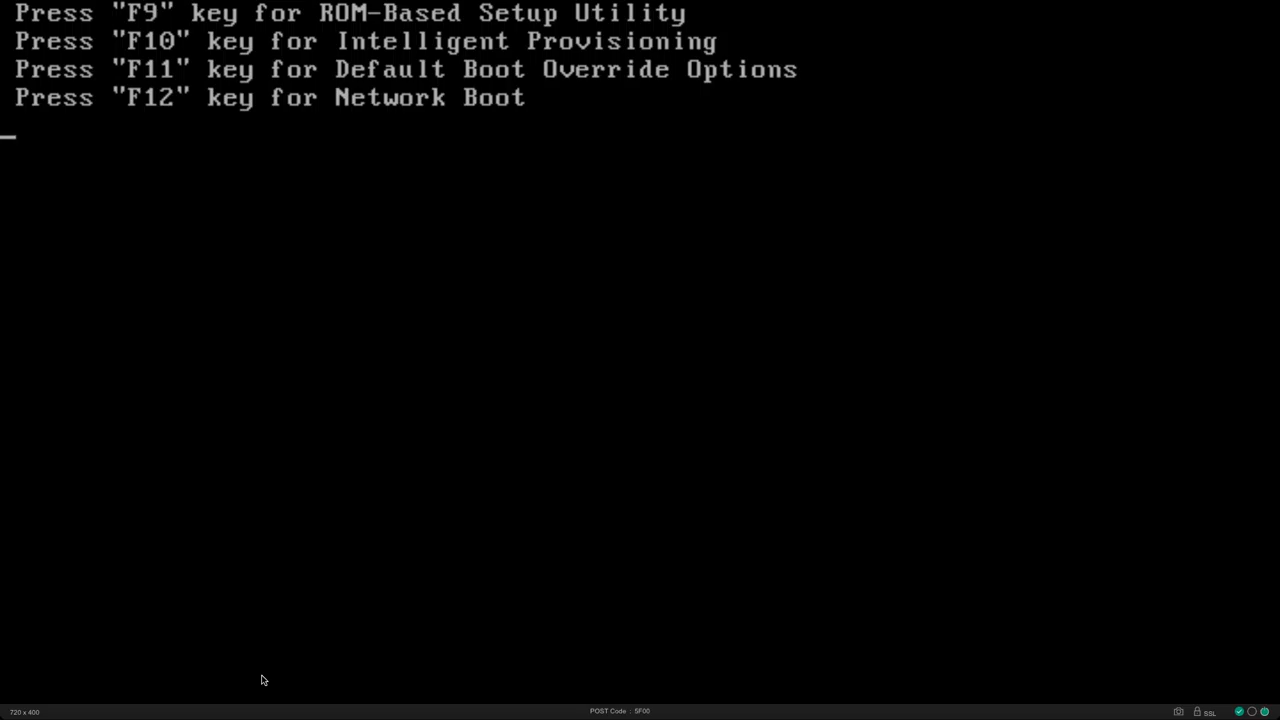 Press "F9" key for ROM-Based Setup Utility
Press "F10" key for Intelligent Provisioning
Press "F11" key for Default Boot Override Options
Press "F12" key for Network Boot
720 x 400
POST Code : 5F00
SSL